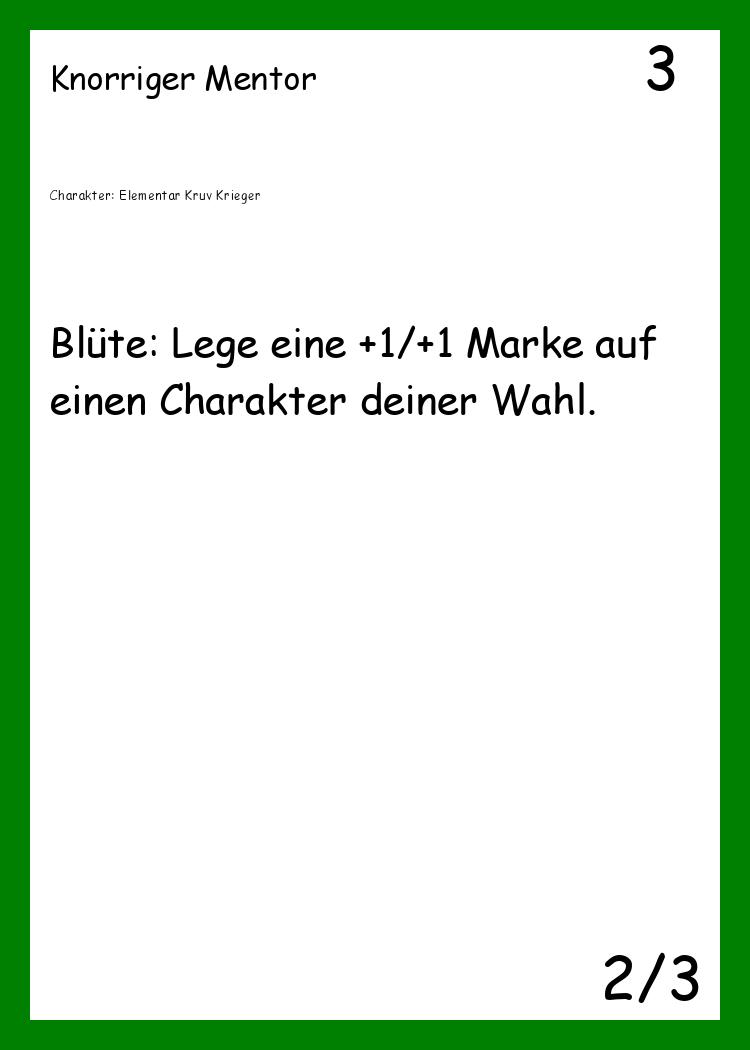 Knorriger Mentor
3
Charakter: Elementar Kruv Krieger
Blüte: Lege eine +1/+1 Marke auf
einen Charakter deiner Wahl.
2/3